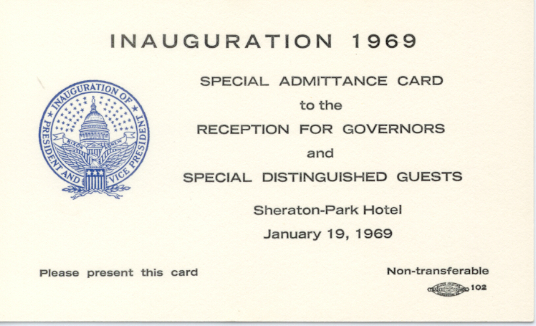 INAUGURATION 1969
SPECIAL ADMITTANCE CARD
to the
RECEPTION FOR GOVERNORS
and
SPECIAL DISTINGUISHED GUESTS
Sheraton-Park Hotel
January 19, 1969
★ INAUGURATION OF ★
PRESIDENT AND VICE PRESIDENT
Please present this card
Non-transferable
102